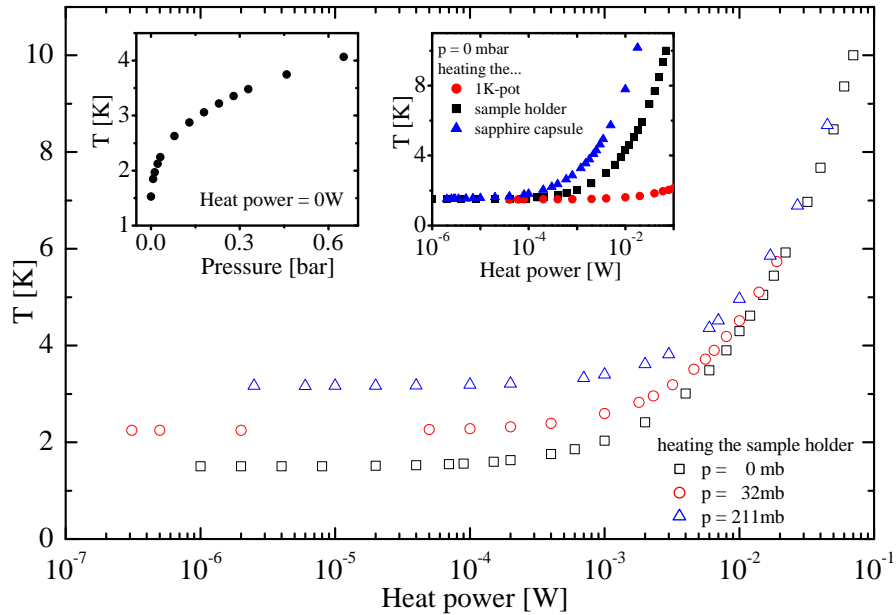 10
8
6
4
2
0
T [K]
10^-7
10^-6
10^-5
10^-4
10^-3
10^-2
10^-1
Heat power [W]
4
3
2
1
T [K]
0.0
0.3
0.6
Pressure [bar]
Heat power = 0W
10
6
2
T [K]
10^-6
10^-4
10^-2
Heat power [W]
p = 0 mbar
heating the...
1K-pot
sample holder
sapphire capsule
heating the sample holder
p = 0 mb
p = 32mb
p = 211mb